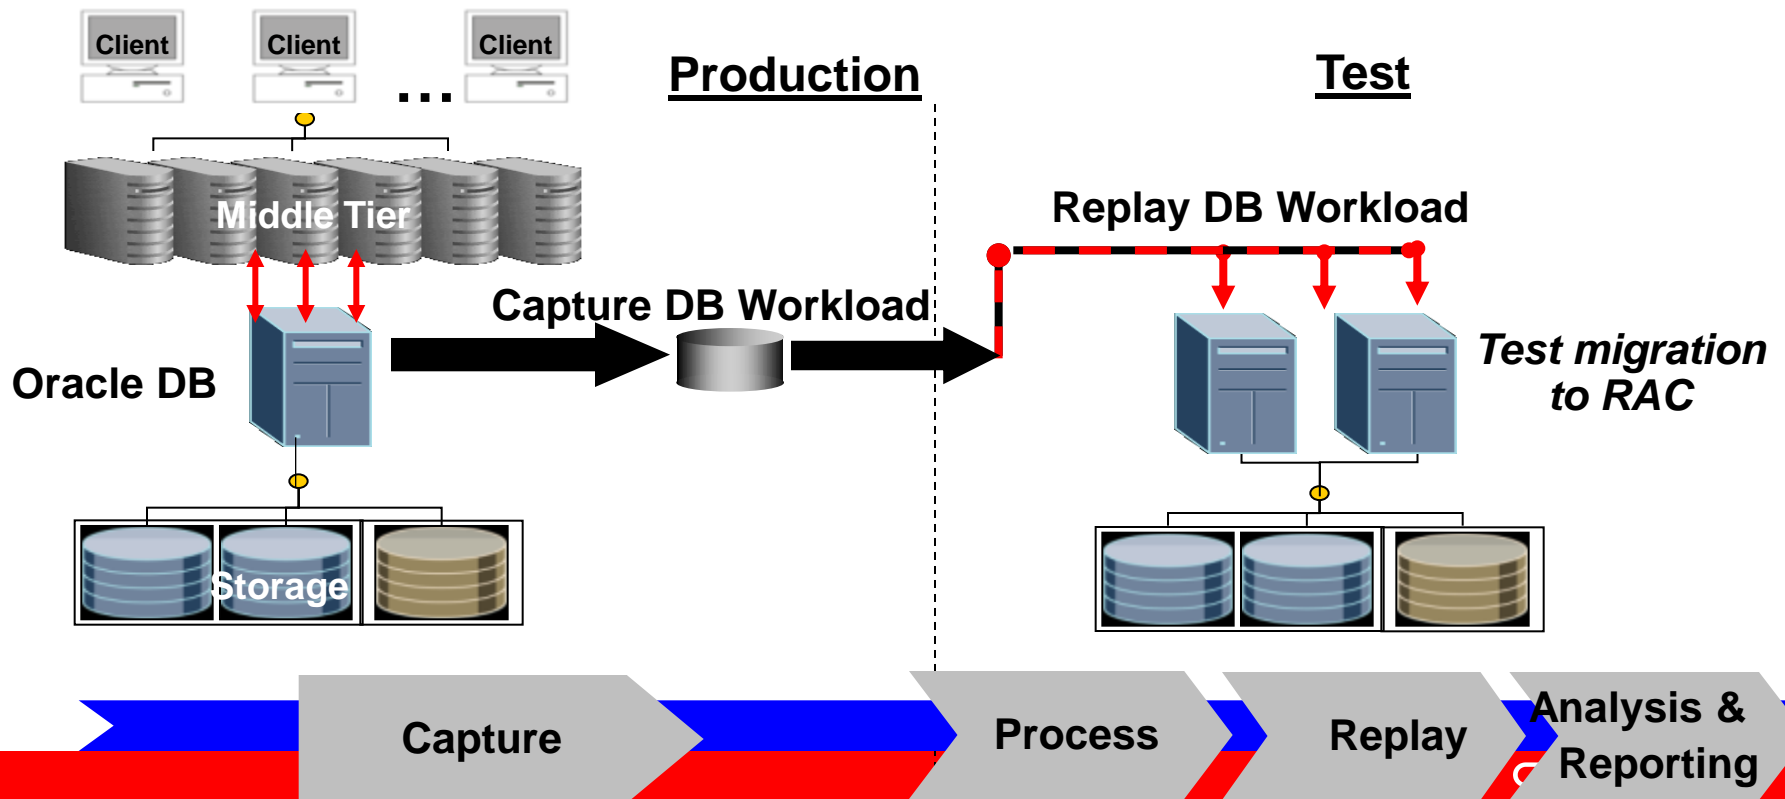 Client
Client
Client
...
Production
Test
Middle Tier
Replay DB Workload
Capture DB Workload
Oracle DB
Test migration
to RAC
Storage
Capture
Process
Replay
Analysis &
Reporting